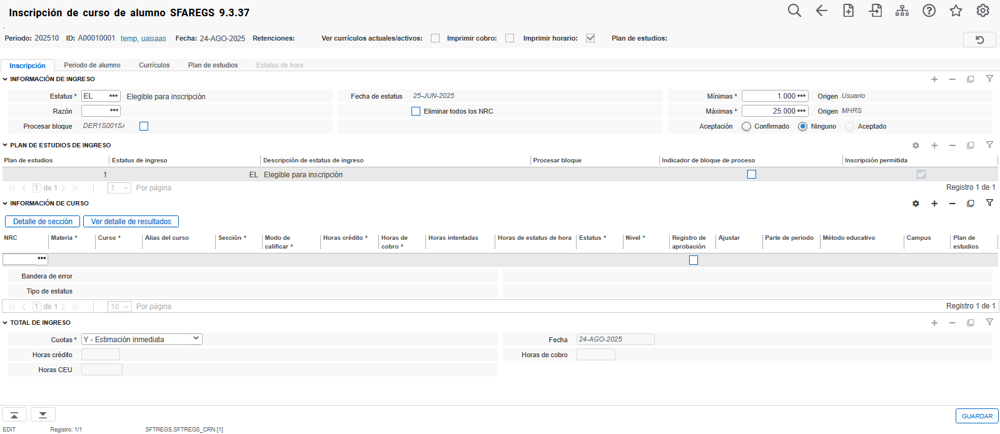 Inscripción de curso de alumno SFAREGS 9.3.37
Periodo: 202510 ID: A00010001 temp, uaisaas Fecha: 24-AGO-2025 Retenciones: Ver currículos actuales/activos: Imprimir cobro: Imprimir horario: Plan de estudios:
Inscripción Periodo de alumno Currículos Plan de estudios Estatus de hora
INFORMACIÓN DE INGRESO
Estatus * EL Elegible para inscripción Fecha de estatus 25-JUN-2025 Mínimas * 1.000 Origen Usuario
Razón Eliminar todos los NRC Máximas * 25.000 Origen MHRS
Procesar bloque DER1S001SA Aceptación Confirmado Ninguno Aceptado
PLAN DE ESTUDIOS DE INGRESO
Plan de estudios Estatus de ingreso Descripción de estatus de ingreso Procesar bloque Indicador de bloque de proceso Inscripción permitida
1 EL Elegible para inscripción
1 de 1 1 Por página Registro 1 de 1
INFORMACIÓN DE CURSO
Detalle de sección Ver detalle de resultados
NRC Materia * Curso * Alias del curso Sección * Modo de calificar * Horas crédito * Horas de cobro * Horas intentadas Horas de estatus de hora Estatus * Nivel * Registro de aprobación Ajustar Parte de periodo Método educativo Campus Plan de estudios
Bandera de error
Tipo de estatus
1 de 1 10 Por página Registro 1 de 1
TOTAL DE INGRESO
Cuotas * Y - Estimación inmediata Fecha 24-AGO-2025
Horas crédito Horas de cobro
Horas CEU
GUARDAR
EDIT Registro: 1/1 SFTREGS.SFTREGS_CRN [1]